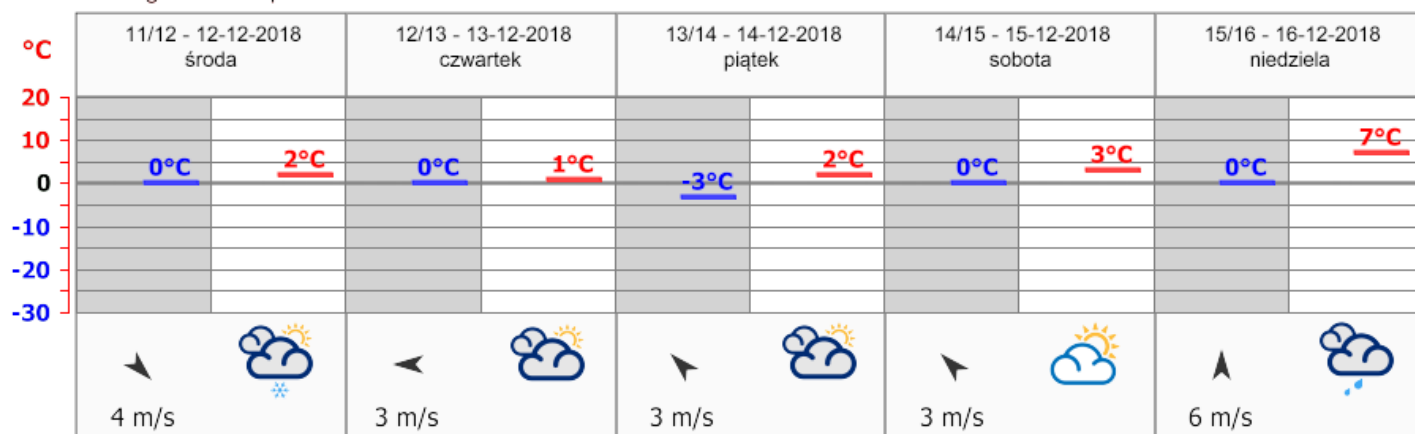 °C
11/12 - 12-12-2018
środa
12/13 - 13-12-2018
czwartek
13/14 - 14-12-2018
piątek
14/15 - 15-12-2018
sobota
15/16 - 16-12-2018
niedziela
20
10
0
-10
-20
-30
0°C 2°C 0°C 1°C -3°C 2°C 0°C 3°C 0°C 7°C
4 m/s 3 m/s 3 m/s 3 m/s 6 m/s